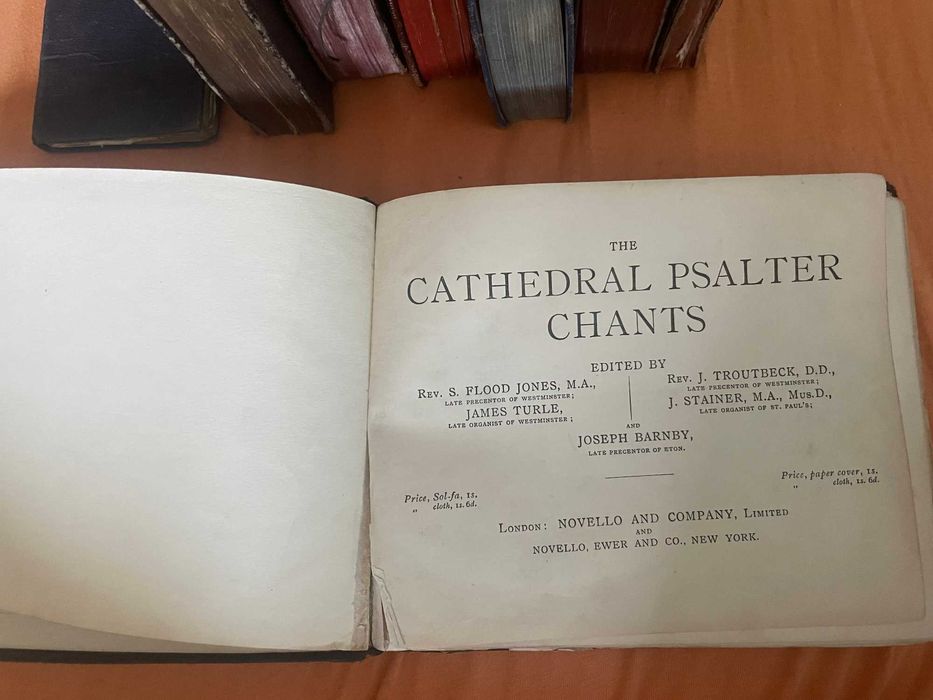 THE
CATHEDRAL PSALTER
CHANTS
EDITED BY
Rev. S. FLOOD JONES, M.A.,
LATE PRECENTOR OF WESTMINSTER;
JAMES TURLE,
LATE ORGANIST OF WESTMINSTER;
Rev. J. TROUTBECK, D.D.,
LATE PRECENTOR OF WESTMINSTER;
J. STAINER, M.A., Mus.D.,
LATE ORGANIST OF ST. PAUL'S;
AND
JOSEPH BARNBY,
LATE PRECENTOR OF ETON.
Price, Sol-fa, 1s.
„ cloth, 1s. 6d.
Price, paper cover, 1s.
„ cloth, 1s. 6d.
London: NOVELLO AND COMPANY, Limited
AND
NOVELLO, EWER AND CO., NEW YORK.